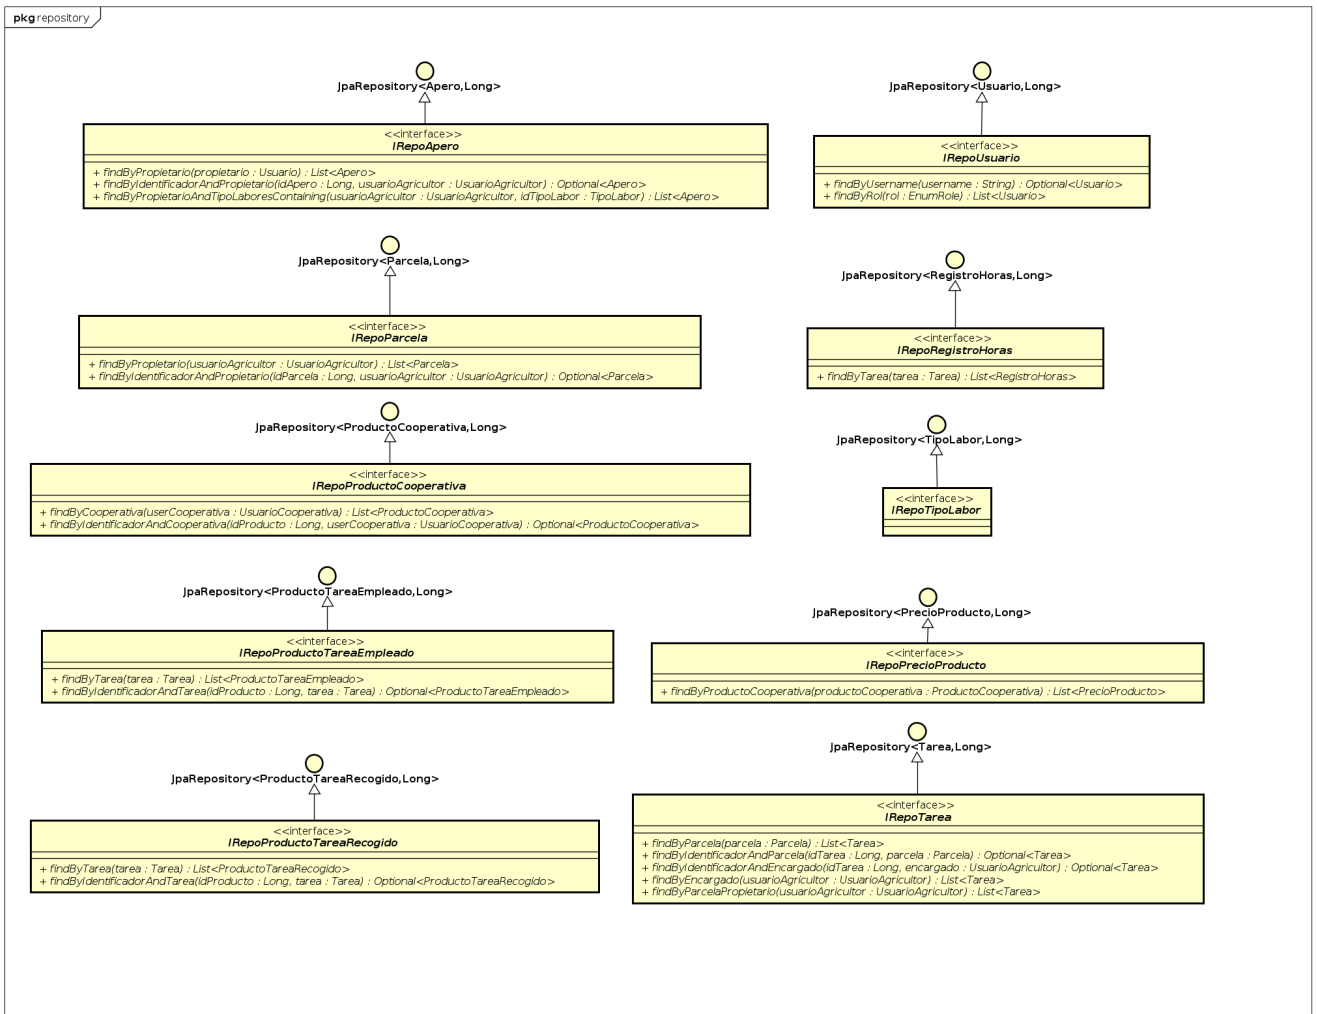 pkg repository
JpaRepository<Apero,Long>
<<interface>>
IRepoApero
+ findByPropietario(propietario : Usuario) : List<Apero>
+ findByIdentificadorAndPropietario(idApero : Long, usuarioAgricultor : UsuarioAgricultor) : Optional<Apero>
+ findByPropietarioAndTipoLaboresContaining(usuarioAgricultor : UsuarioAgricultor, idTipoLabor : TipoLabor) : List<Apero>
JpaRepository<Usuario,Long>
<<interface>>
IRepoUsuario
+ findByUsername(username : String) : Optional<Usuario>
+ findByRol(rol : EnumRole) : List<Usuario>
JpaRepository<Parcela,Long>
<<interface>>
IRepoParcela
+ findByPropietario(usuarioAgricultor : UsuarioAgricultor) : List<Parcela>
+ findByIdentificadorAndPropietario(idParcela : Long, usuarioAgricultor : UsuarioAgricultor) : Optional<Parcela>
JpaRepository<RegistroHoras,Long>
<<interface>>
IRepoRegistroHoras
+ findByTarea(tarea : Tarea) : List<RegistroHoras>
JpaRepository<ProductoCooperativa,Long>
<<interface>>
IRepoProductoCooperativa
+ findByCooperativa(userCooperativa : UsuarioCooperativa) : List<ProductoCooperativa>
+ findByIdentificadorAndCooperativa(idProducto : Long, userCooperativa : UsuarioCooperativa) : Optional<ProductoCooperativa>
JpaRepository<TipoLabor,Long>
<<interface>>
IRepoTipoLabor
JpaRepository<ProductoTareaEmpleado,Long>
<<interface>>
IRepoProductoTareaEmpleado
+ findByTarea(tarea : Tarea) : List<ProductoTareaEmpleado>
+ findByIdentificadorAndTarea(idProducto : Long, tarea : Tarea) : Optional<ProductoTareaEmpleado>
JpaRepository<PrecioProducto,Long>
<<interface>>
IRepoPrecioProducto
+ findByProductoCooperativa(productoCooperativa : ProductoCooperativa) : List<PrecioProducto>
JpaRepository<ProductoTareaRecogido,Long>
<<interface>>
IRepoProductoTareaRecogido
+ findByTarea(tarea : Tarea) : List<ProductoTareaRecogido>
+ findByIdentificadorAndTarea(idProducto : Long, tarea : Tarea) : Optional<ProductoTareaRecogido>
JpaRepository<Tarea,Long>
<<interface>>
IRepoTarea
+ findByParcela(parcela : Parcela) : List<Tarea>
+ findByIdentificadorAndParcela(idTarea : Long, parcela : Parcela) : Optional<Tarea>
+ findByIdentificadorAndEncargado(idTarea : Long, encargado : UsuarioAgricultor) : Optional<Tarea>
+ findByEncargado(usuarioAgricultor : UsuarioAgricultor) : List<Tarea>
+ findByParcelaPropietario(usuarioAgricultor : UsuarioAgricultor) : List<Tarea>